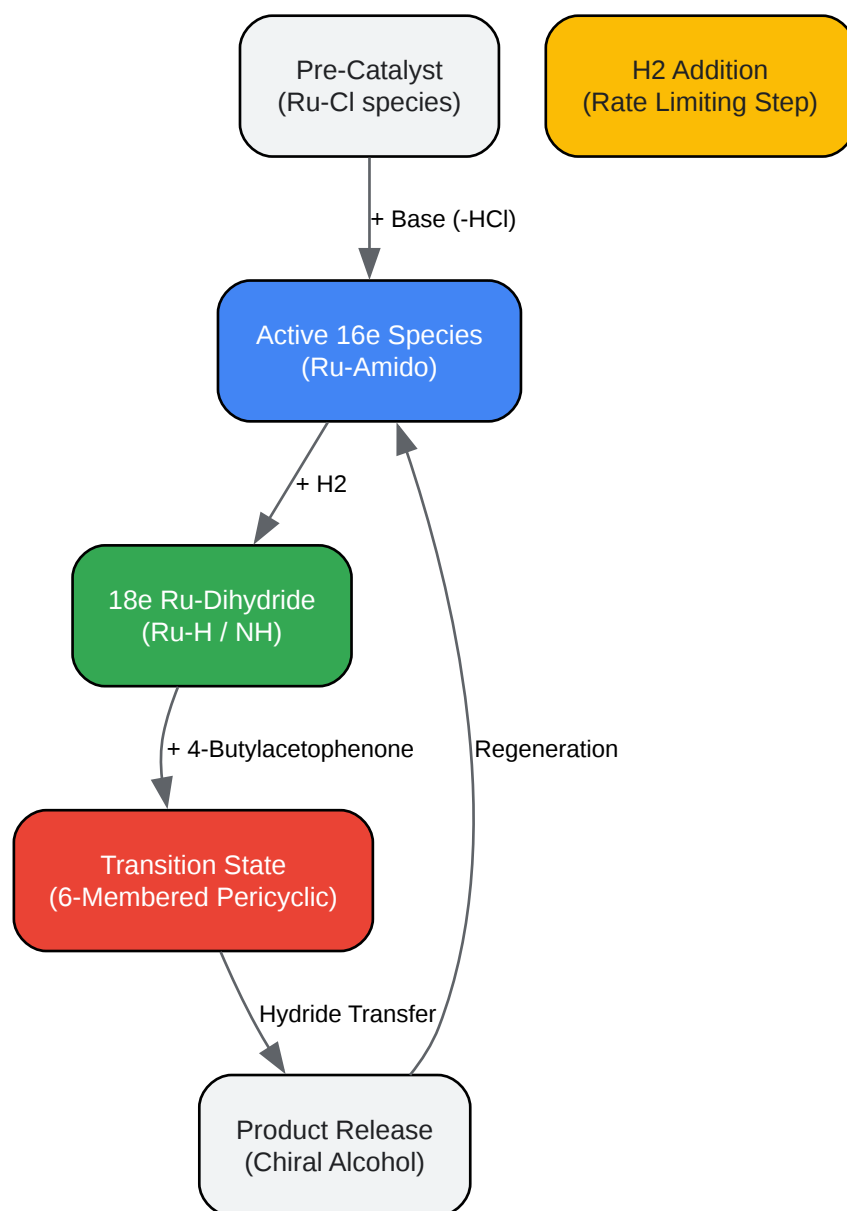 Pre-Catalyst
(Ru-Cl species)
H2 Addition
(Rate Limiting Step)
+ Base (-HCl)
Active 16e Species
(Ru-Amido)
+ H2
18e Ru-Dihydride
(Ru-H / NH)
+ 4-Butylacetophenone
Regeneration
Transition State
(6-Membered Pericyclic)
Hydride Transfer
Product Release
(Chiral Alcohol)